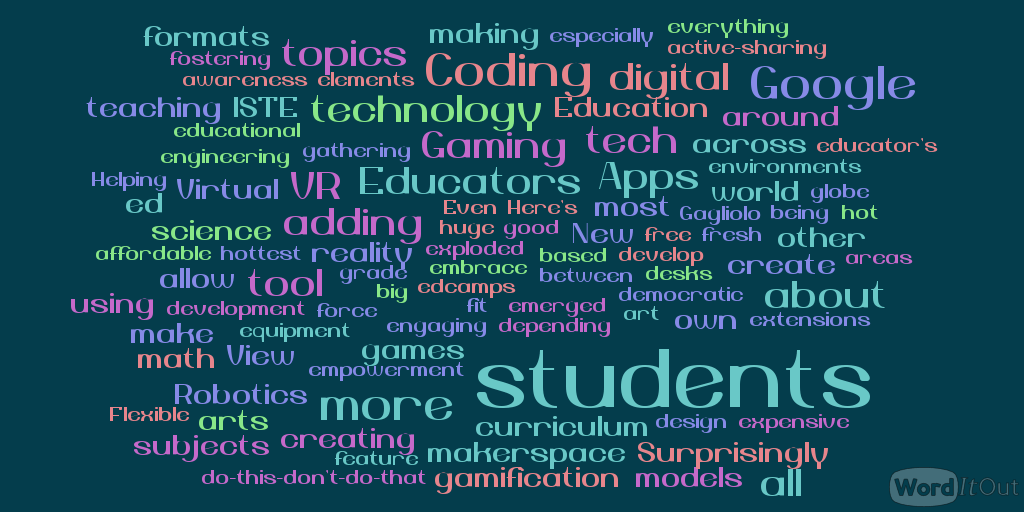 formats making especially everything
fostering topics active-sharing
awareness elements Coding digital Google
teaching ISTE technology Education around
educational
engineering gathering Gaming tech across educator's
Helping Virtual VR Educators Apps environments
ed world globe
Even Here's most Gagliolo being hot
science adding huge good New free fresh other
affordable hottest reality exploded based develop create areas
allow tool grade embrace between desks
big edcamps democratic about
using development force fit emerged art own extensions
make equipment engaging depending
math View games
empowerment students
Robotics more
Flexible arts curriculum design expensive
subjects creating feature makerspace Surprisingly
do-this-don't-do-that gamification models all
WordItOut